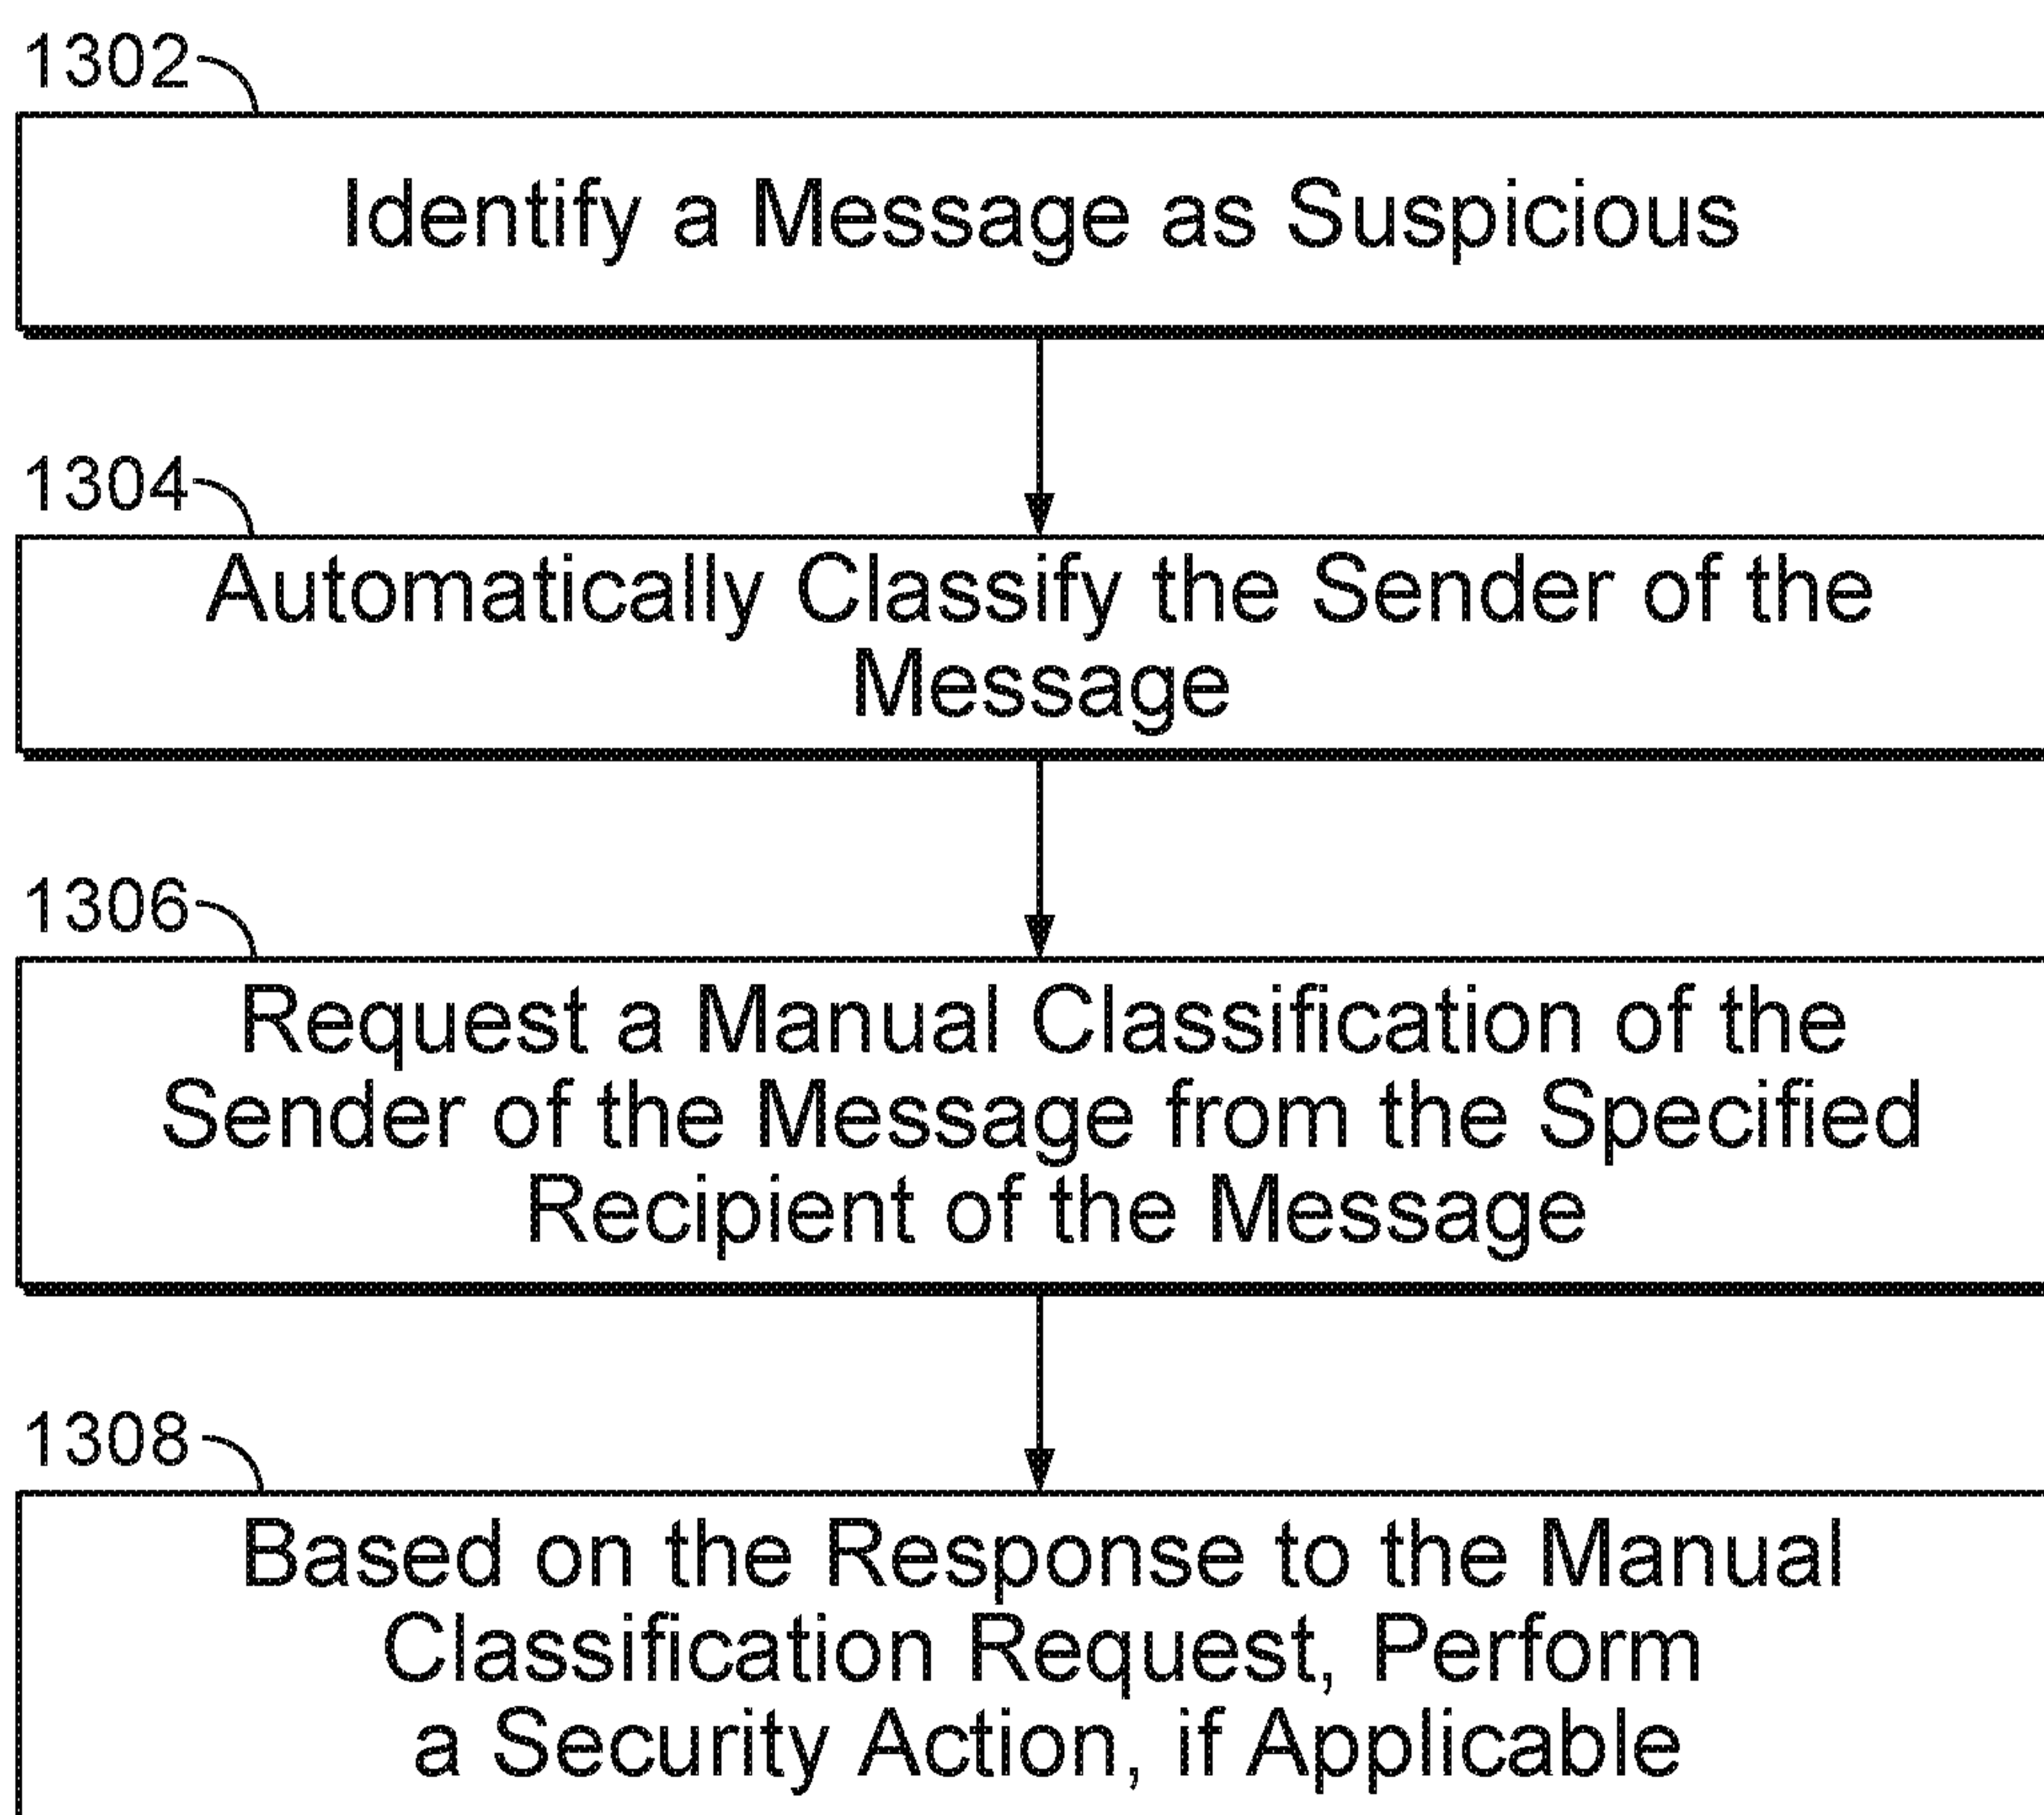 1302
Identify a Message as Suspicious
1304
Automatically Classify the Sender of the
Message
1306
Request a Manual Classification of the
Sender of the Message from the Specified
Recipient of the Message
1308
Based on the Response to the Manual
Classification Request, Perform
a Security Action, if Applicable